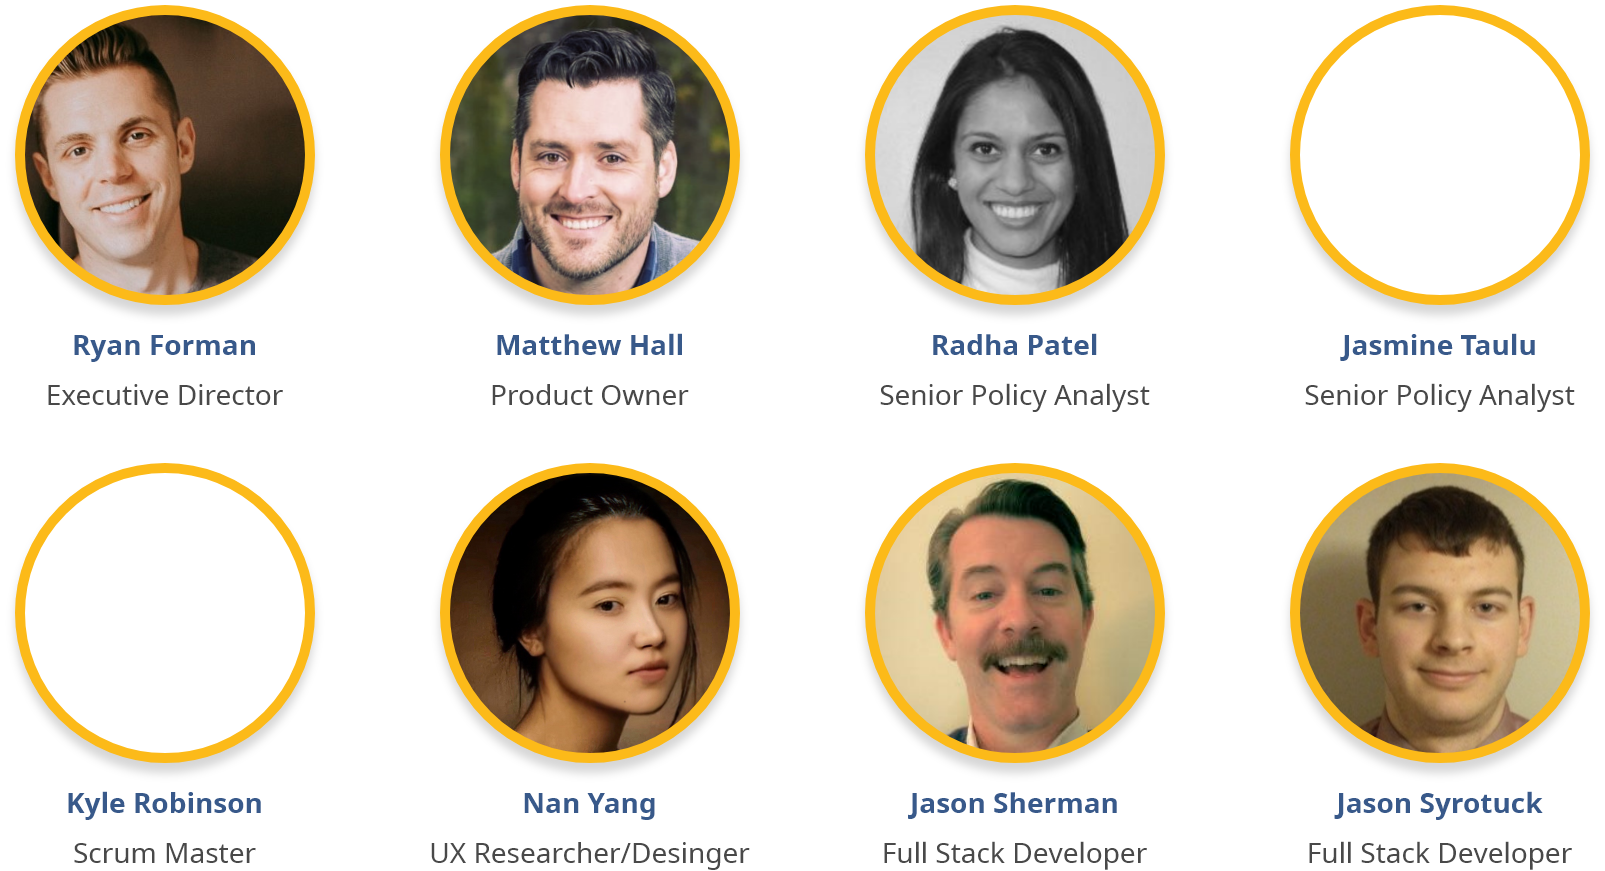 Ryan Forman
Executive Director
Matthew Hall
Product Owner
Radha Patel
Senior Policy Analyst
Jasmine Taulu
Senior Policy Analyst
Kyle Robinson
Scrum Master
Nan Yang
UX Researcher/Desinger
Jason Sherman
Full Stack Developer
Jason Syrotuck
Full Stack Developer